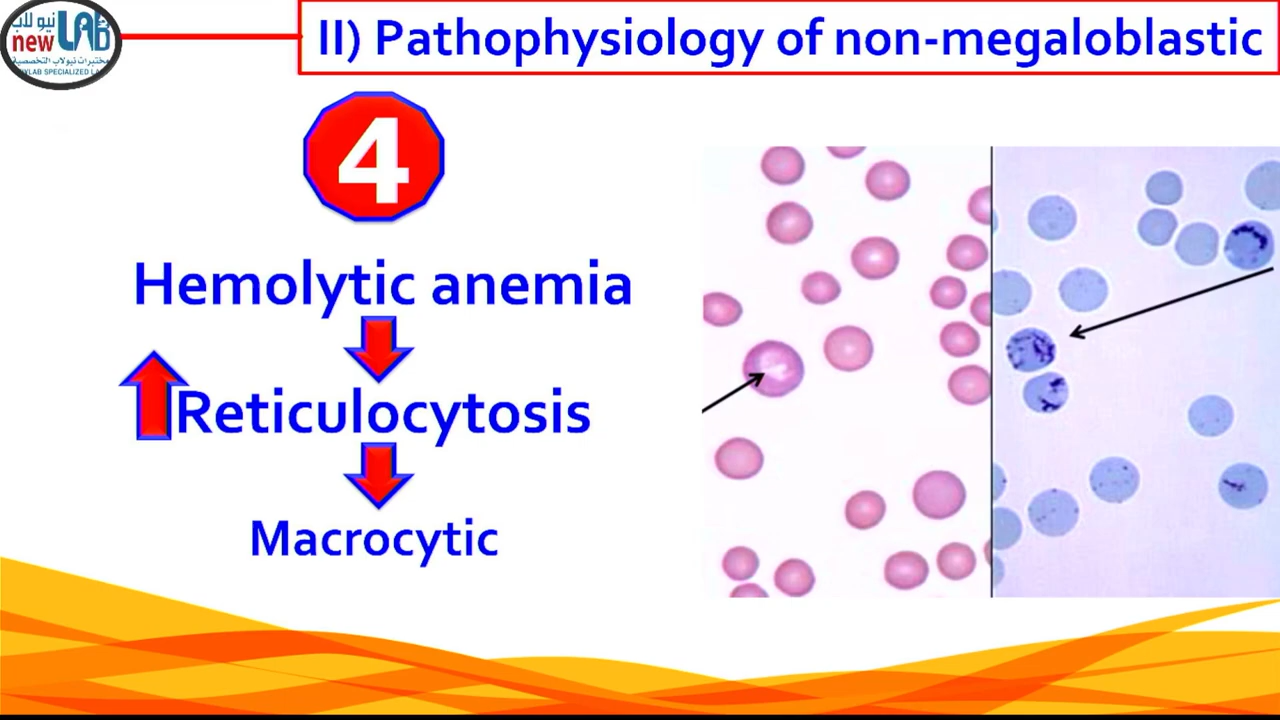 نيو لاب
new LAB
مختبرات نيولاب التخصصية
II) Pathophysiology of non-megaloblastic
4
Hemolytic anemia
Reticulocytosis
Macrocytic